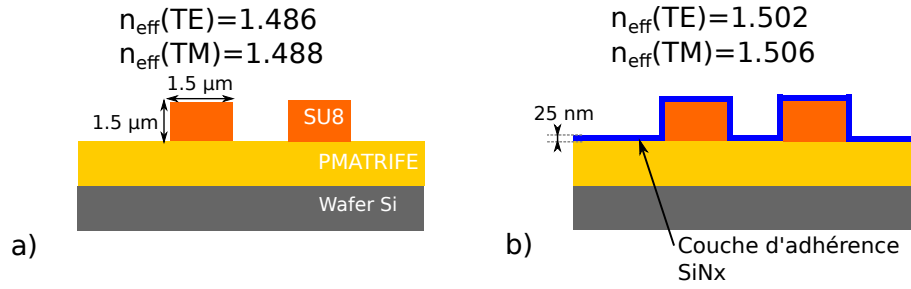 n_eff(TE)=1.486
n_eff(TM)=1.488
1.5 µm
1.5 µm
SU8
PMATRIFE
Wafer Si
a)
n_eff(TE)=1.502
n_eff(TM)=1.506
25 nm
b)
Couche d'adhérence
SiNx